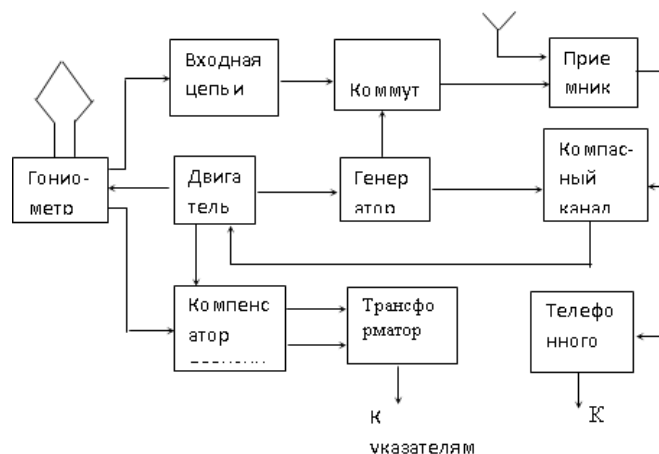 Входная
цепь и
Коммут
Прие
мник
Гонио-
метр
Двига
тель
Генер
атор
Компас-
ный
канал
Компенс
атор
Трансфо
рматор
Телефо
нного
К
указателям
К